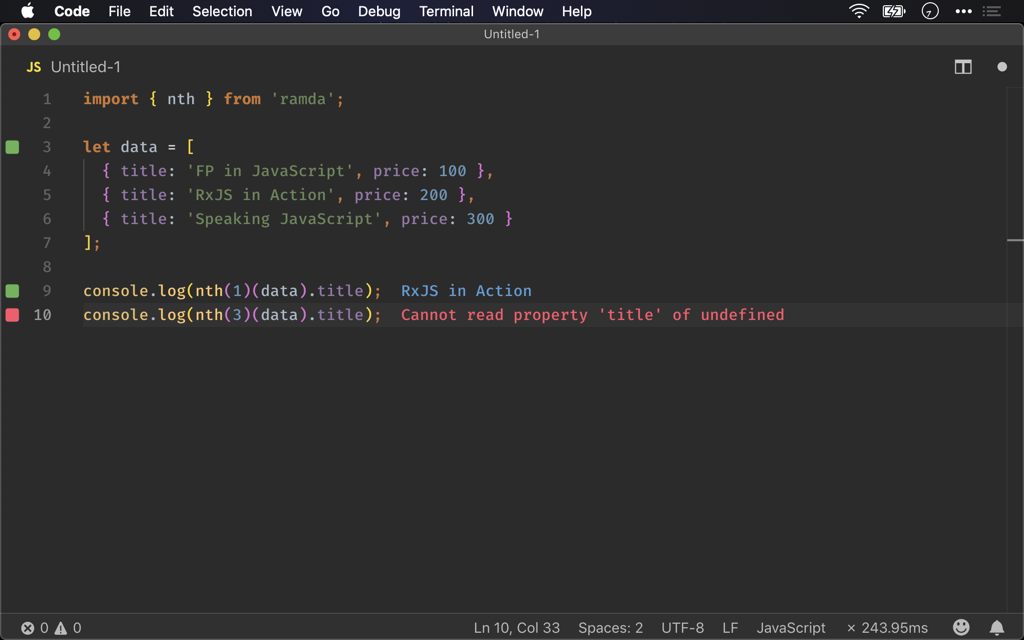 Code File Edit Selection View Go Debug Terminal Window Help
Untitled-1
JS Untitled-1
1 import { nth } from 'ramda';
2
3 let data = [
4 { title: 'FP in JavaScript', price: 100 },
5 { title: 'RxJS in Action', price: 200 },
6 { title: 'Speaking JavaScript', price: 300 }
7 ];
8
9 console.log(nth(1)(data).title); RxJS in Action
10 console.log(nth(3)(data).title); Cannot read property 'title' of undefined
0 0 Ln 10, Col 33 Spaces: 2 UTF-8 LF JavaScript × 243.95ms